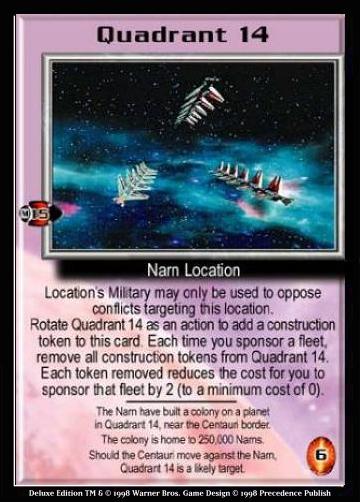 Quadrant 14
15
Narn Location
Location's Military may only be used to oppose
conflicts targeting this location.
Rotate Quadrant 14 as an action to add a construction
token to this card. Each time you sponsor a fleet,
remove all construction tokens from Quadrant 14.
Each token removed reduces the cost for you to
sponsor that fleet by 2 (to a minimum cost of 0).
The Narn have built a colony on a planet
in Quadrant 14, near the Centauri border.
The colony is home to 250,000 Narns.
Should the Centauri move against the Narn,
Quadrant 14 is a likely target.
6
Deluxe Edition TM & © 1998 Warner Bros. Game Design © 1998 Precedence Publish